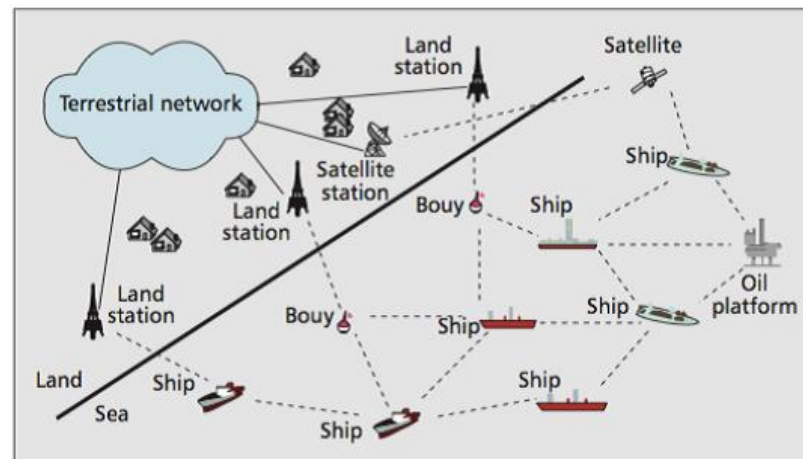 Land
station
Satellite
Terrestrial network
Ship
Satellite
station
Land
station
Bouy
Ship
Oil
platform
Land
station
Bouy
Ship
Ship
Land
Ship
Ship
Sea
Ship